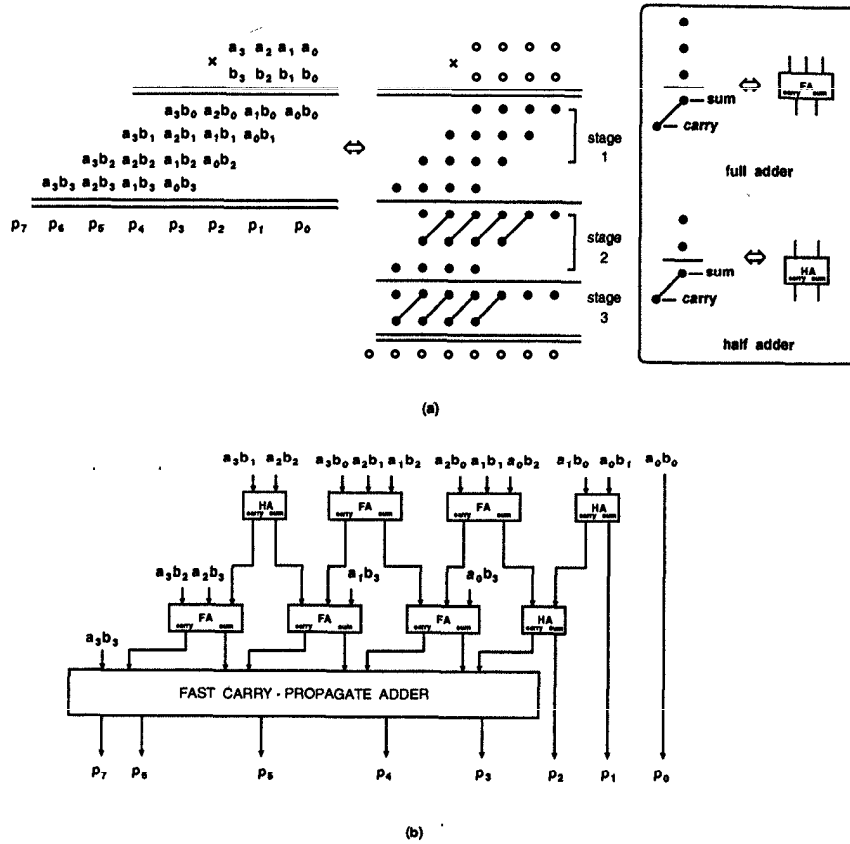 a₃ a₂ a₁ a₀
× b₃ b₂ b₁ b₀
a₃b₀ a₂b₀ a₁b₀ a₀b₀
a₃b₁ a₂b₁ a₁b₁ a₀b₁
a₃b₂ a₂b₂ a₁b₂ a₀b₂
a₃b₃ a₂b₃ a₁b₃ a₀b₃
p₇ p₆ p₅ p₄ p₃ p₂ p₁ p₀
⇔
×
stage
1
stage
2
stage
3
sum
carry
⇔
FA
carry sum
full adder
sum
carry
⇔
HA
carry sum
half adder
(a)
a₃b₁ a₂b₂ a₃b₀ a₂b₁ a₁b₂ a₂b₀ a₁b₁ a₀b₂ a₁b₀ a₀b₁ a₀b₀
HA FA FA HA
carry sum carry sum carry sum carry sum
a₃b₂ a₂b₃ a₁b₃ a₀b₃
FA FA FA HA
carry sum carry sum carry sum carry sum
a₃b₃
FAST CARRY - PROPAGATE ADDER
p₇ p₆ p₅ p₄ p₃ p₂ p₁ p₀
(b)